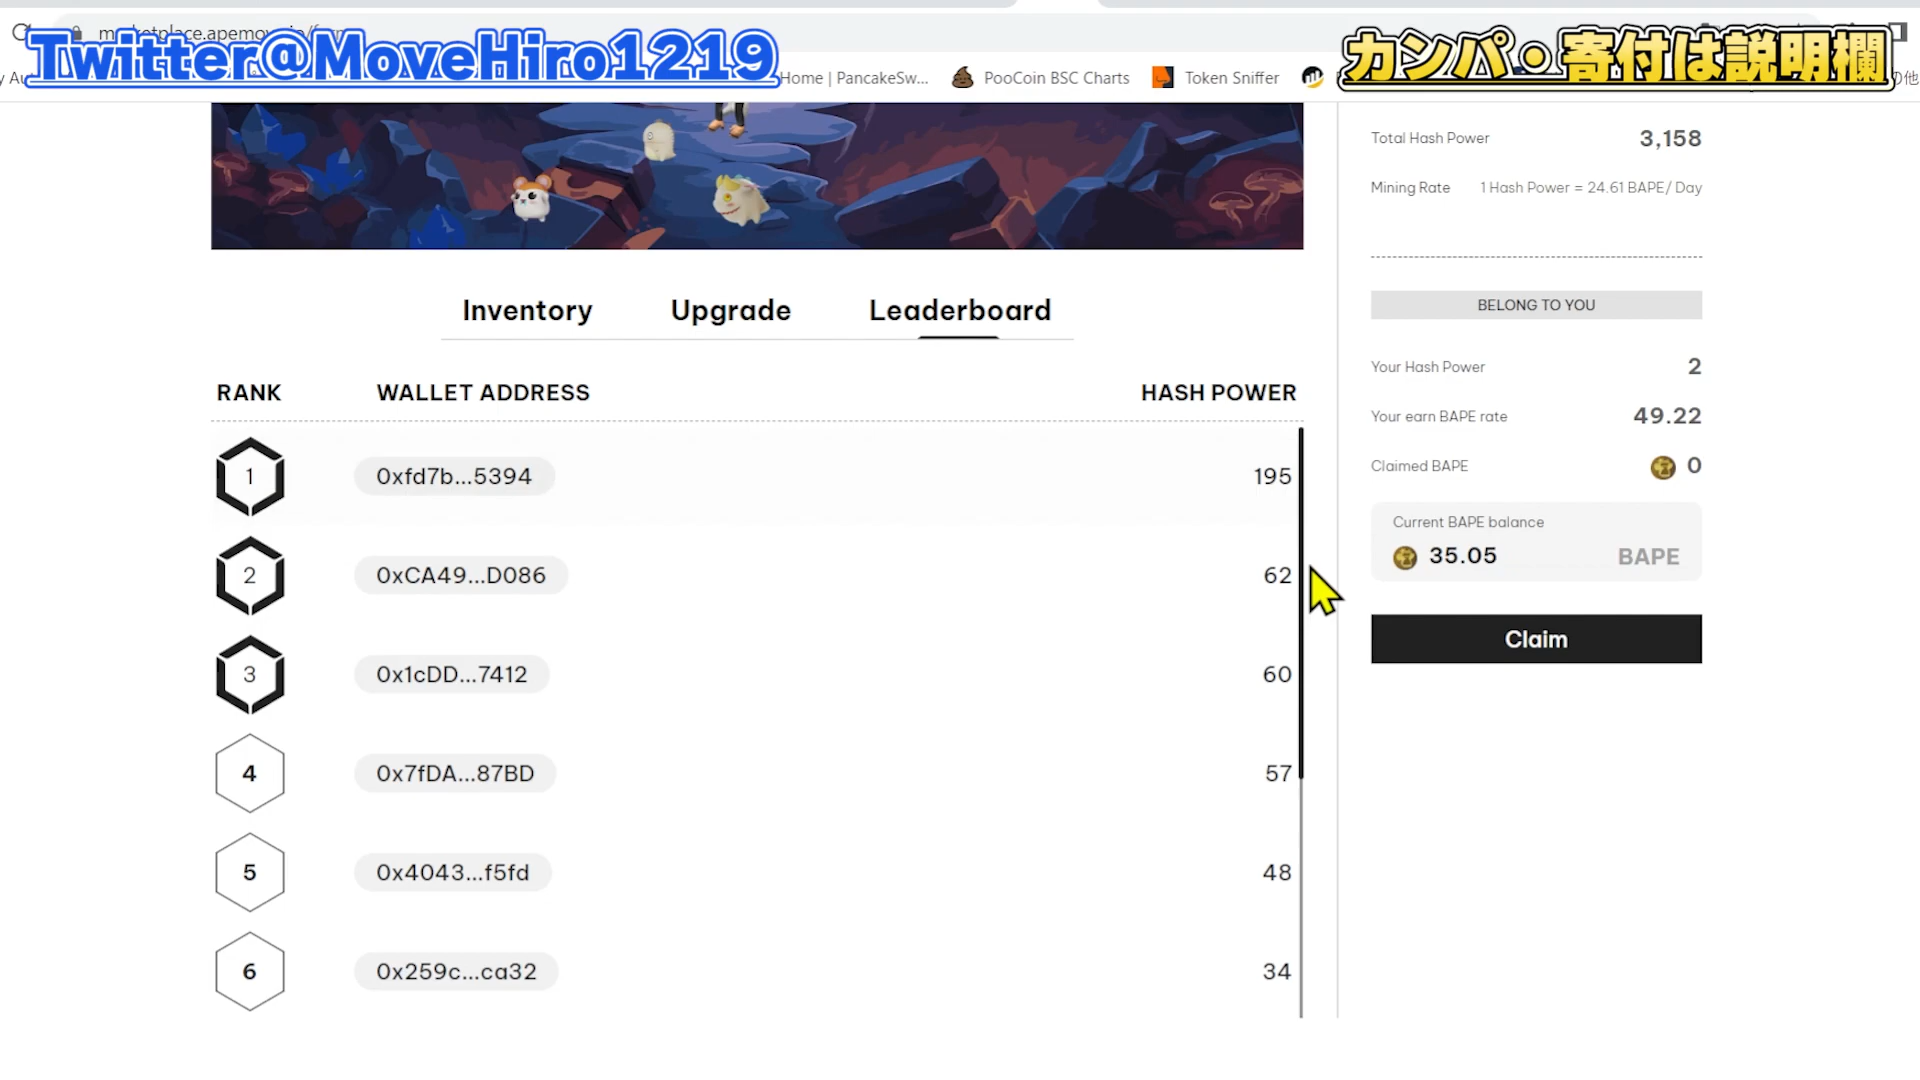 Twitter@MoveHiro1219
カンパ・寄付は説明欄
Home | PancakeSw...
PooCoin BSC Charts
Token Sniffer
の他
Total Hash Power 3,158
Mining Rate 1 Hash Power = 24.61 BAPE/ Day
Inventory Upgrade Leaderboard
BELONG TO YOU
RANK WALLET ADDRESS HASH POWER
1 0xfd7b...5394 195
2 0xCA49...D086 62
3 0x1cDD...7412 60
4 0x7fDA...87BD 57
5 0x4043...f5fd 48
6 0x259c...ca32 34
Your Hash Power 2
Your earn BAPE rate 49.22
Claimed BAPE 0
Current BAPE balance
35.05 BAPE
Claim